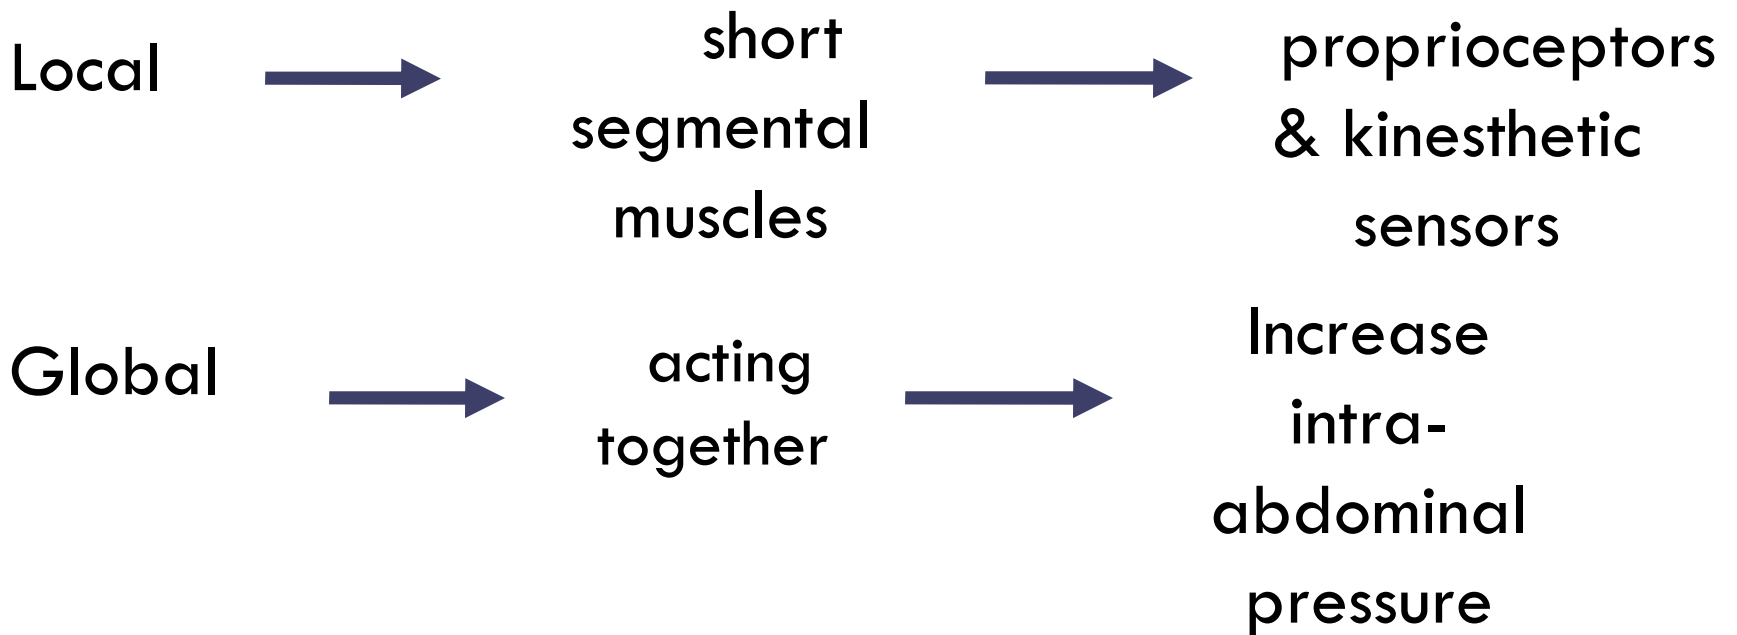 Local
short
segmental
muscles
proprioceptors
& kinesthetic
sensors
Global
acting
together
Increase
intra-
abdominal
pressure